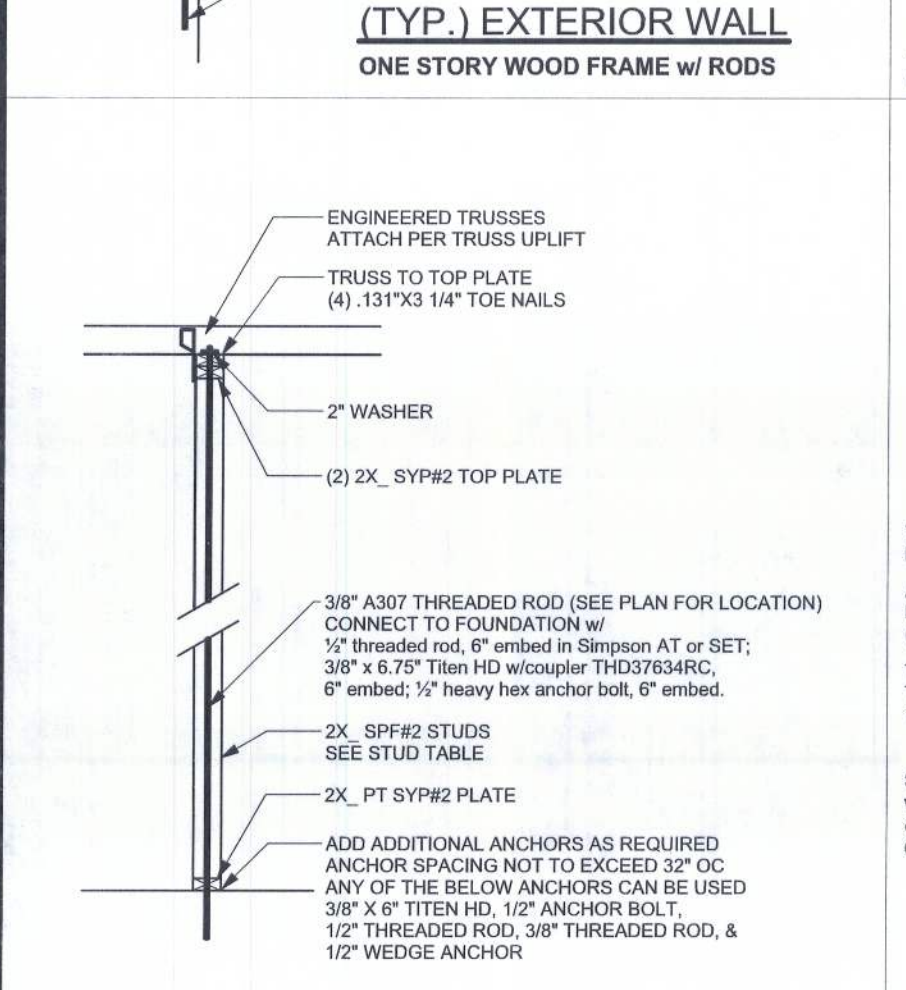 (TYP.) EXTERIOR WALL
ONE STORY WOOD FRAME w/ RODS
ENGINEERED TRUSSES
ATTACH PER TRUSS UPLIFT
TRUSS TO TOP PLATE
(4) .131"X3 1/4" TOE NAILS
2" WASHER
(2) 2X_ SYP#2 TOP PLATE
3/8" A307 THREADED ROD (SEE PLAN FOR LOCATION)
CONNECT TO FOUNDATION w/
½" threaded rod, 6" embed in Simpson AT or SET;
3/8" x 6.75" Titen HD w/coupler THD37634RC,
6" embed; ½" heavy hex anchor bolt, 6" embed.
2X_ SPF#2 STUDS
SEE STUD TABLE
2X_ PT SYP#2 PLATE
ADD ADDITIONAL ANCHORS AS REQUIRED
ANCHOR SPACING NOT TO EXCEED 32" OC
ANY OF THE BELOW ANCHORS CAN BE USED
3/8" X 6" TITEN HD, 1/2" ANCHOR BOLT,
1/2" THREADED ROD, 3/8" THREADED ROD, &
1/2" WEDGE ANCHOR